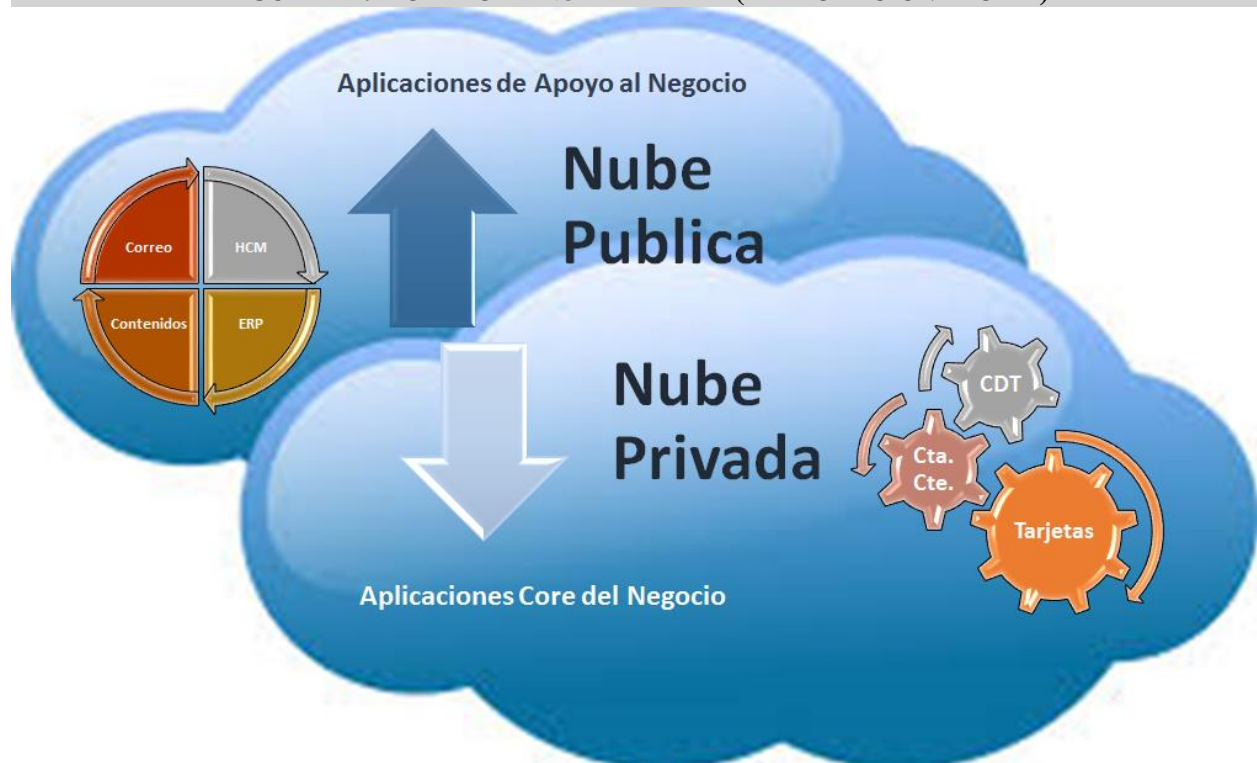 Aplicaciones de Apoyo al Negocio
Nube
Publica
Correo
HCM
Contenidos
ERP
Nube
Privada
CDT
Cta.
Cte.
Tarjetas
Aplicaciones Core del Negocio